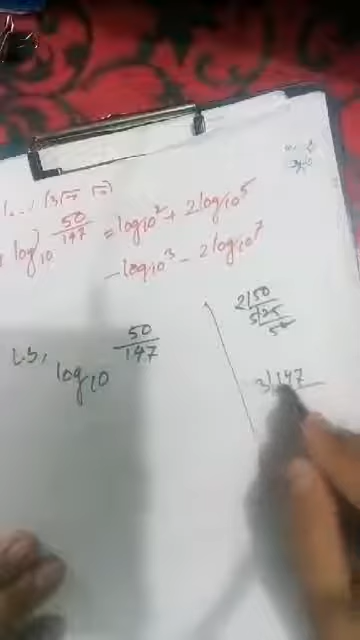 log₁₀ 50/147 = log₁₀ 2 + 2log₁₀ 5
- log₁₀ 3 - 2log₁₀ 7
L.S,
log₁₀ 50/147
2|50
5|25
3|147